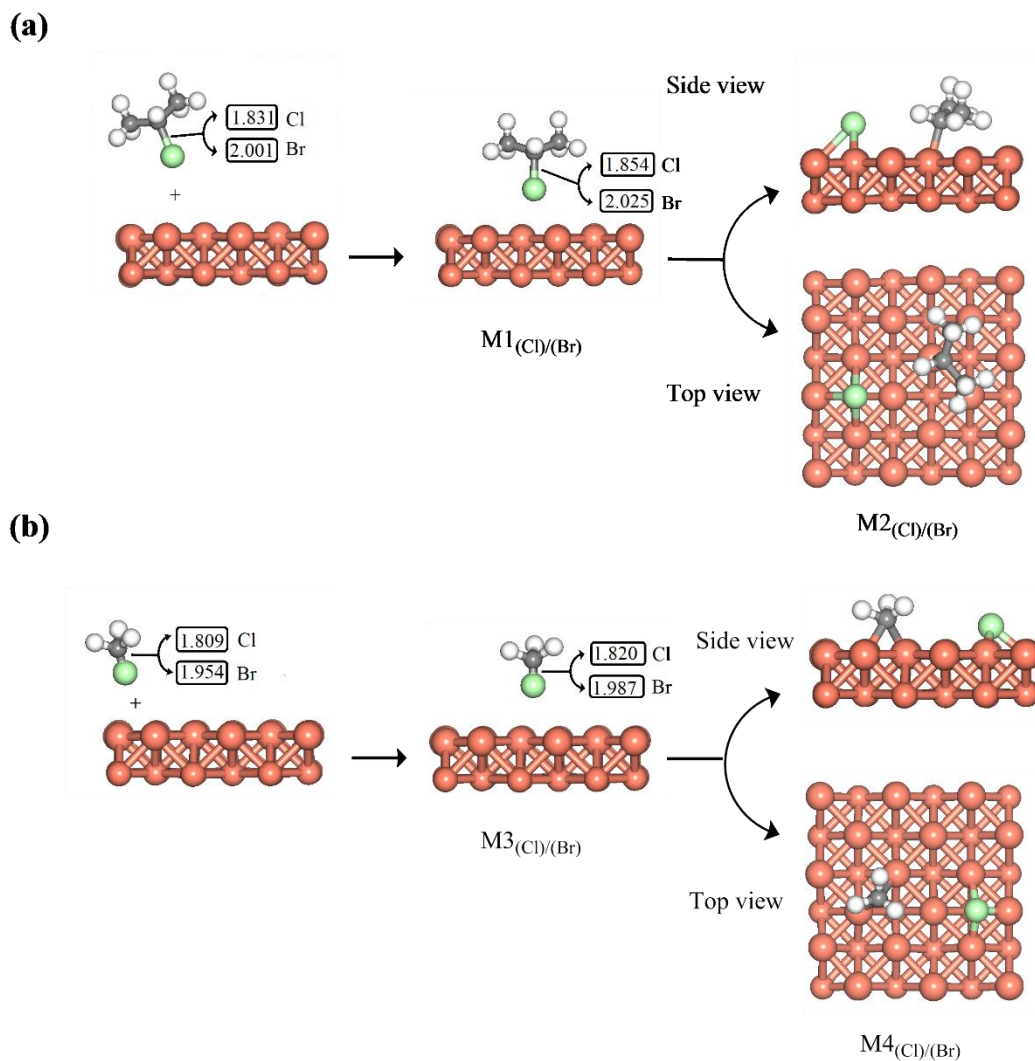 (a)
Side view
1.831 Cl
2.001 Br
+
1.854 Cl
2.025 Br
M1(Cl)/(Br)
Top view
M2(Cl)/(Br)
(b)
1.809 Cl
1.954 Br
+
1.820 Cl
1.987 Br
Side view
M3(Cl)/(Br)
Top view
M4(Cl)/(Br)